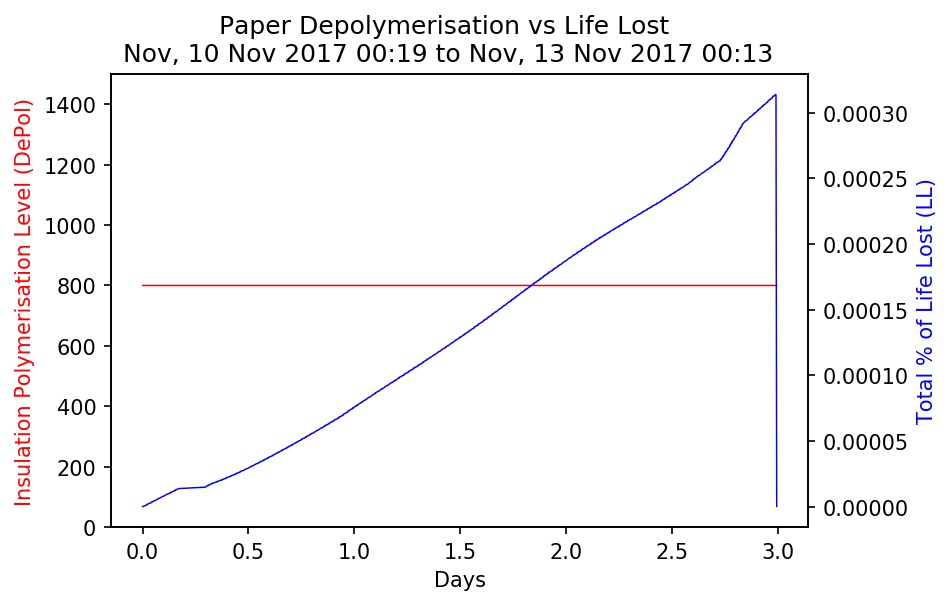 Paper Depolymerisation vs Life Lost
Nov, 10 Nov 2017 00:19 to Nov, 13 Nov 2017 00:13
Insulation Polymerisation Level (DePol)
1400
1200
1000
800
600
400
200
0
0.00030
0.00025
0.00020
0.00015
0.00010
0.00005
0.00000
Total % of Life Lost (LL)
0.0 0.5 1.0 1.5 2.0 2.5 3.0
Days